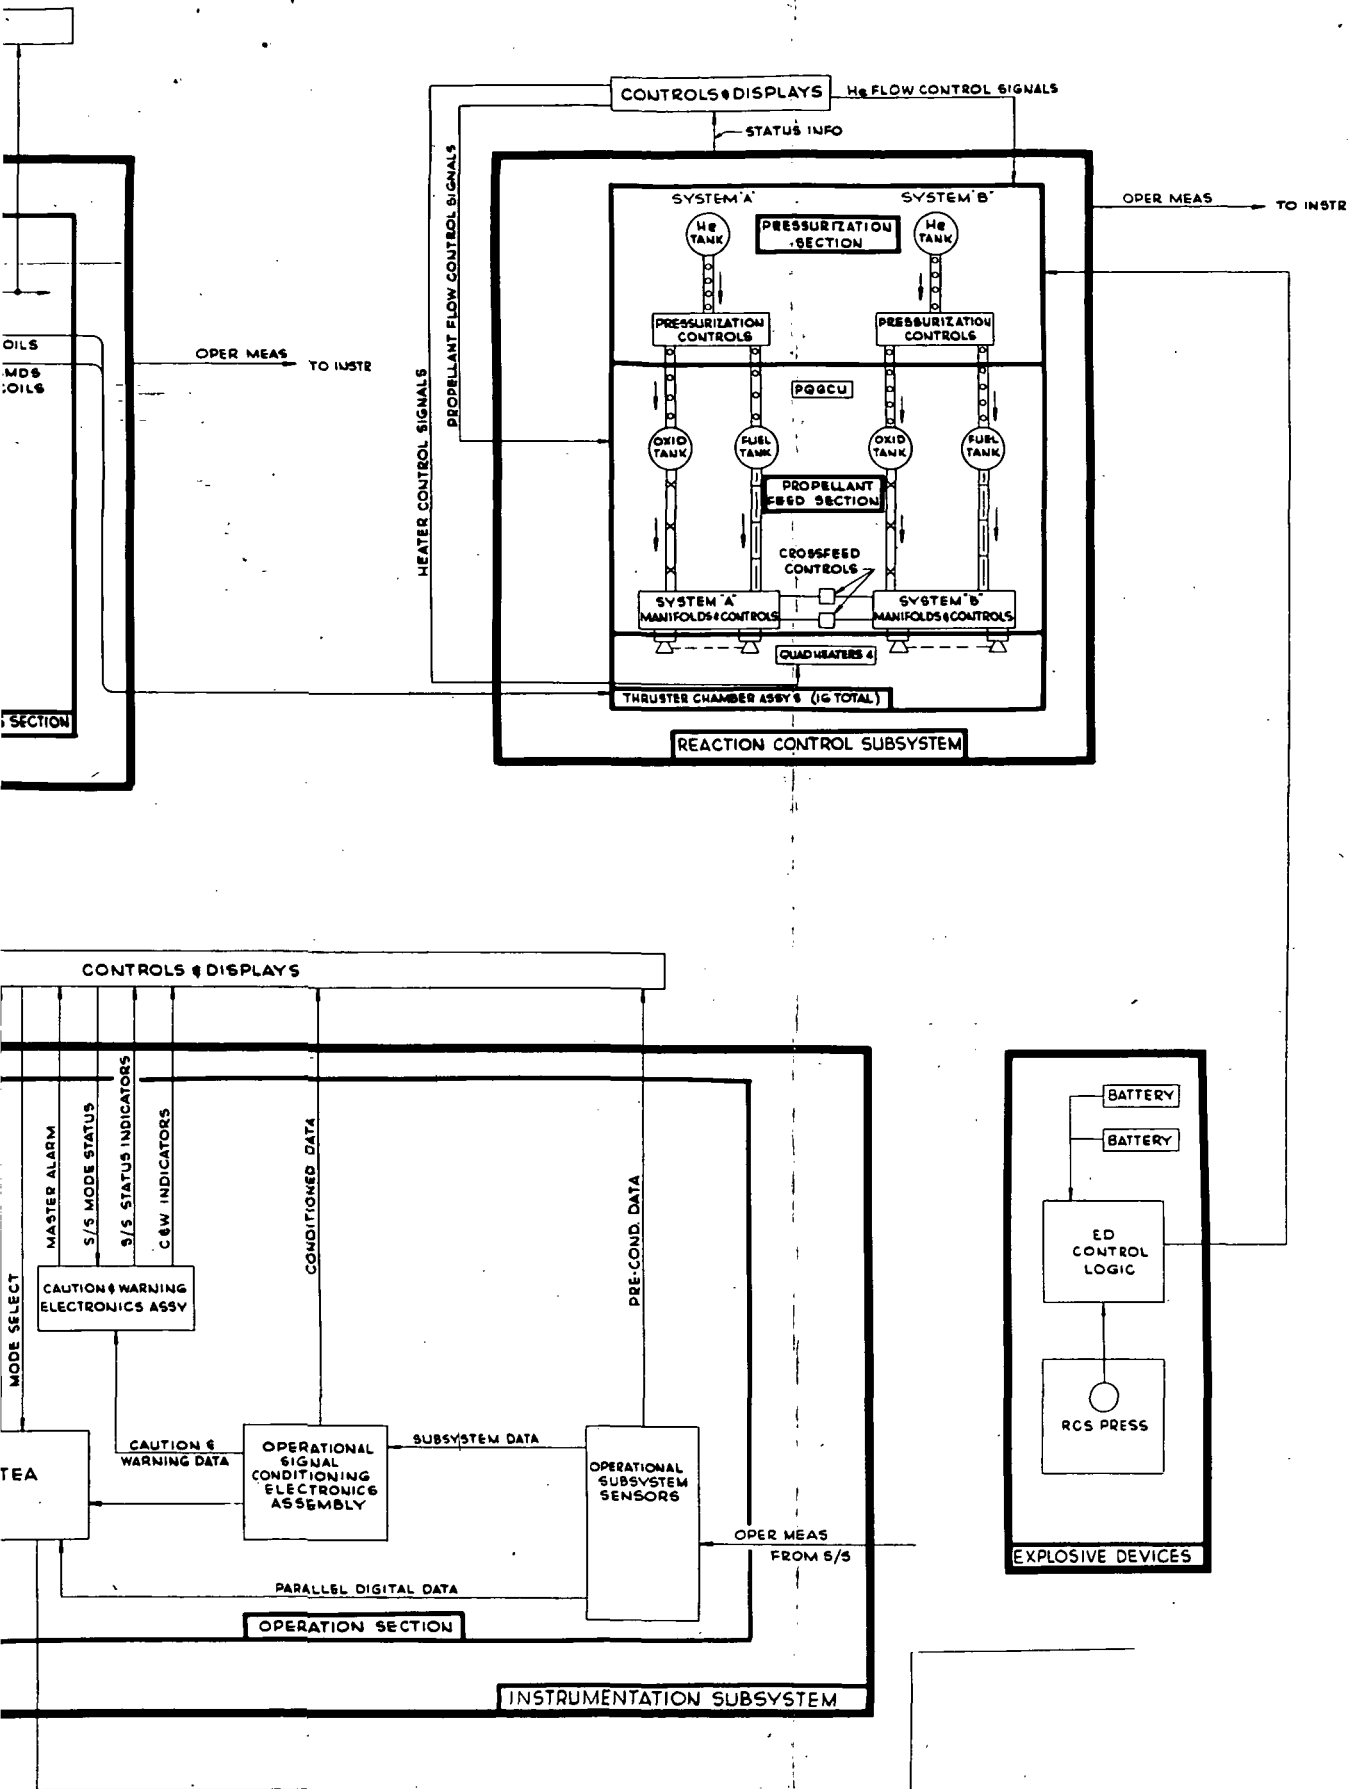 CONTROLS & DISPLAYS
He FLOW CONTROL SIGNALS
STATUS INFO
PROPELLANT FLOW CONTROL SIGNALS
HEATER CONTROL SIGNALS
SYSTEM "A"
SYSTEM "B"
OPER MEAS
TO INSTR
He
TANK
PRESSURIZATION
SECTION
He
TANK
PRESSURIZATION
CONTROLS
PRESSURIZATION
CONTROLS
OILS
MDS
COILS
OPER MEAS
TO INSTR
PQGCU
OXID
TANK
FUEL
TANK
OXID
TANK
FUEL
TANK
PROPELLANT
FEED SECTION
CROSSFEED
CONTROLS
SYSTEM "A"
MANIFOLDS & CONTROLS
SYSTEM "B"
MANIFOLDS & CONTROLS
QUAD HEATERS 4
THRUSTER CHAMBER ASSY S (16 TOTAL)
SECTION
REACTION CONTROL SUBSYSTEM
CONTROLS & DISPLAYS
MODE SELECT
MASTER ALARM
S/S MODE STATUS
S/S STATUS INDICATORS
C&W INDICATORS
CONDITIONED DATA
PRE-COND. DATA
CAUTION & WARNING
ELECTRONICS ASSY
TEA
CAUTION &
WARNING DATA
OPERATIONAL
SIGNAL
CONDITIONING
ELECTRONICS
ASSEMBLY
SUBSYSTEM DATA
OPERATIONAL
SUBSYSTEM
SENSORS
OPER MEAS
FROM S/S
PARALLEL DIGITAL DATA
OPERATION SECTION
INSTRUMENTATION SUBSYSTEM
BATTERY
BATTERY
ED
CONTROL
LOGIC
RCS PRESS
EXPLOSIVE DEVICES